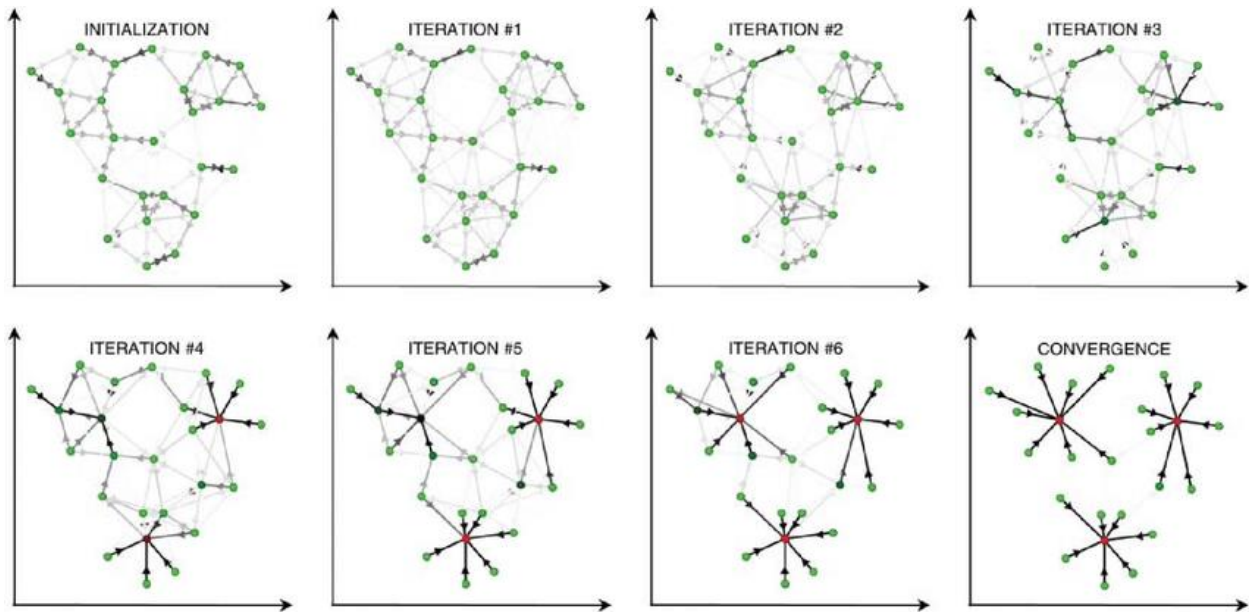 INITIALIZATION
ITERATION #1
ITERATION #2
ITERATION #3
ITERATION #4
ITERATION #5
ITERATION #6
CONVERGENCE